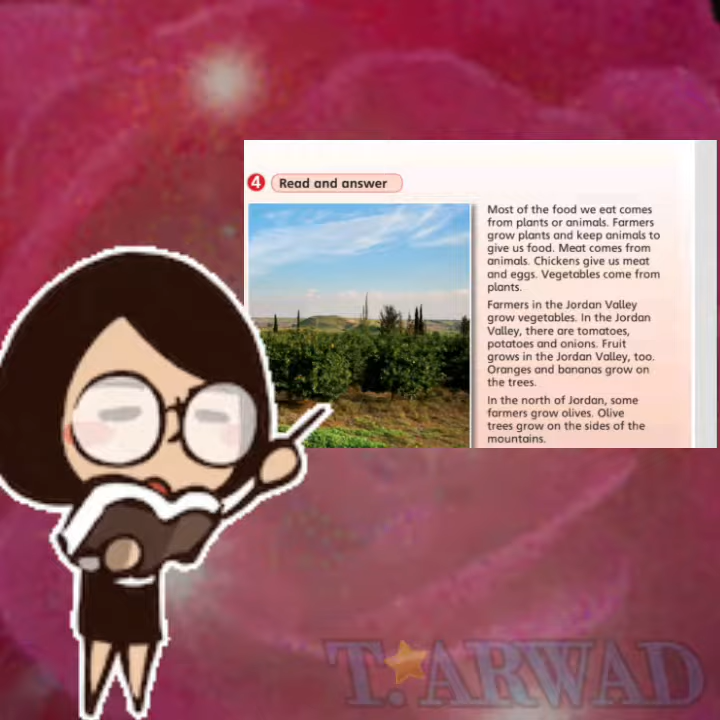 4 Read and answer
Most of the food we eat comes
from plants or animals. Farmers
grow plants and keep animals to
give us food. Meat comes from
animals. Chickens give us meat
and eggs. Vegetables come from
plants.
Farmers in the Jordan Valley
grow vegetables. In the Jordan
Valley, there are tomatoes,
potatoes and onions. Fruit
grows in the Jordan Valley, too.
Oranges and bananas grow on
the trees.
In the north of Jordan, some
farmers grow olives. Olive
trees grow on the sides of the
mountains.
T. ARWAD